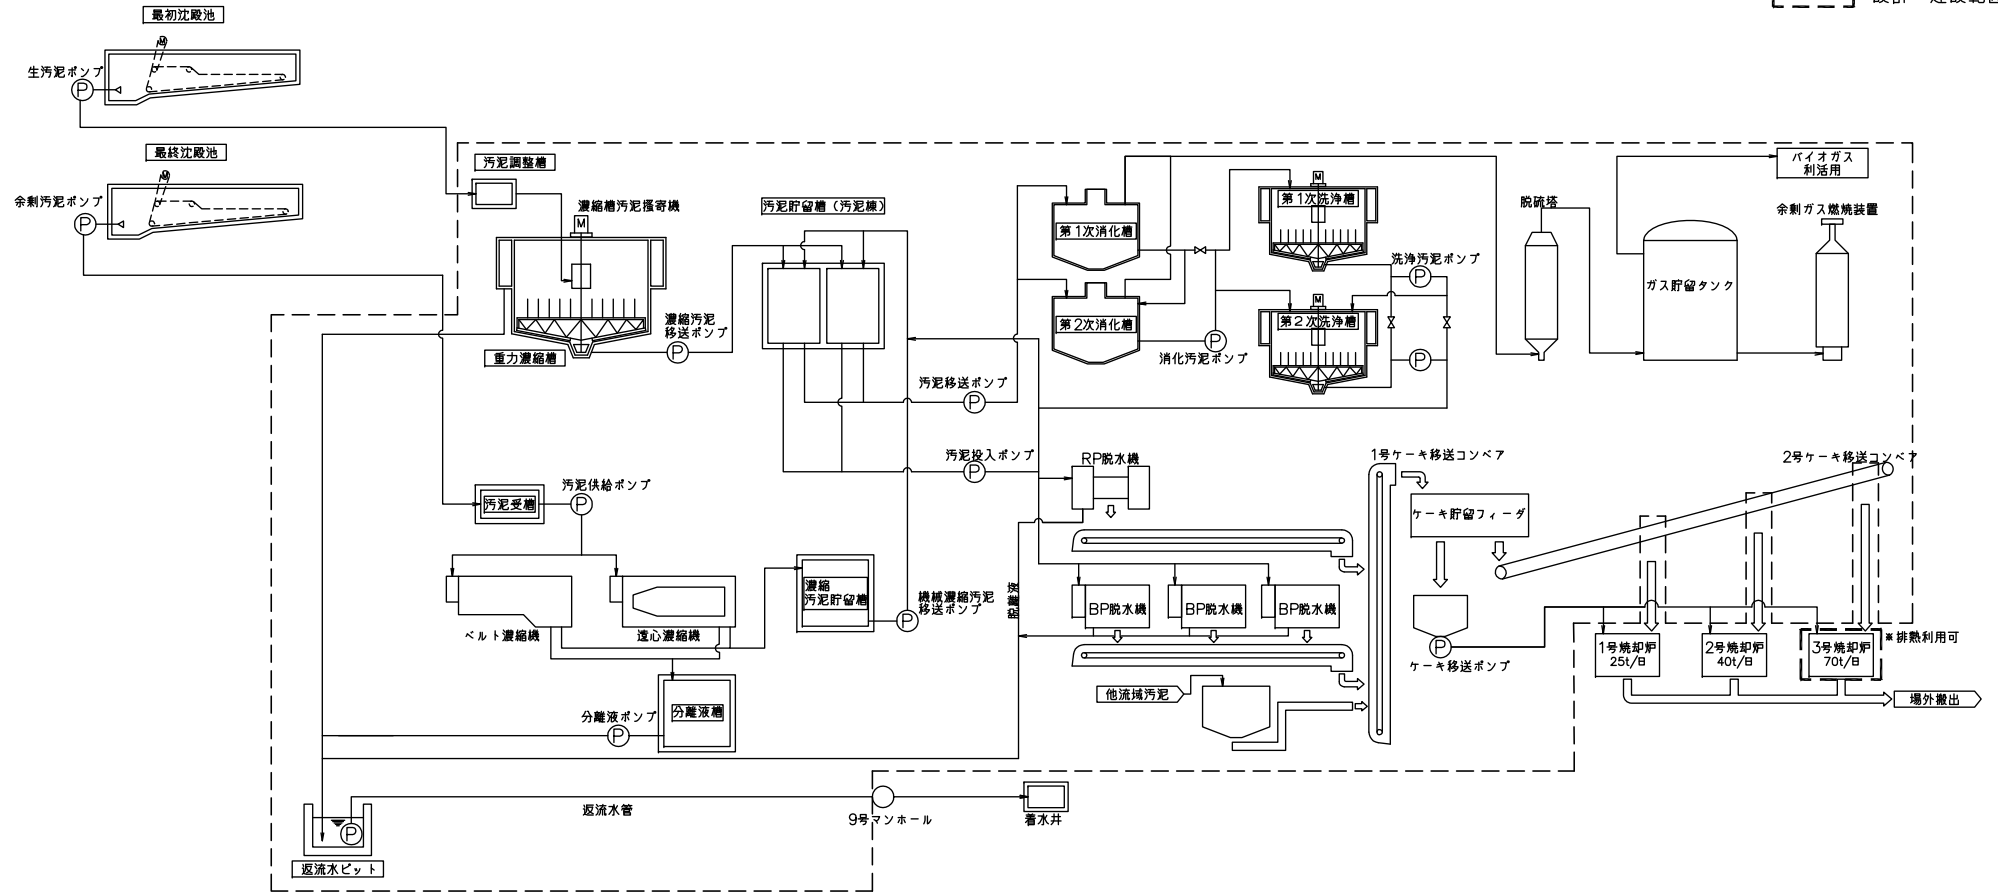 最初沈殿池
生汚泥ポンプ
最終沈殿池
余剰汚泥ポンプ
汚泥調整槽
濃縮槽汚泥掻寄機
M
重力濃縮槽
濃縮汚泥
移送ポンプ
P
汚泥貯留槽(汚泥棟)
第1次消化槽
第2次消化槽
消化汚泥ポンプ
第1次洗浄槽
第2次洗浄槽
洗浄汚泥ポンプ
脱硫塔
ガス貯留タンク
バイオガス
利活用
余剰ガス燃焼装置
汚泥移送ポンプ
汚泥投入ポンプ
RP脱水機
1号ケーキ移送コンベア
ケーキ貯留フィーダ
2号ケーキ移送コンベア
汚泥受槽
汚泥供給ポンプ
ベルト濃縮機
遠心濃縮機
濃縮
汚泥貯留槽
機械濃縮汚泥
移送ポンプ
脱離液
BP脱水機
BP脱水機
BP脱水機
ケーキ移送ポンプ
1号焼却炉
25t/日
2号焼却炉
40t/日
3号焼却炉
70t/日
※排熱利用可
場外搬出
他流域汚泥
分離液ポンプ
分離液槽
返流水管
9号マンホール
着水井
返流水ピット